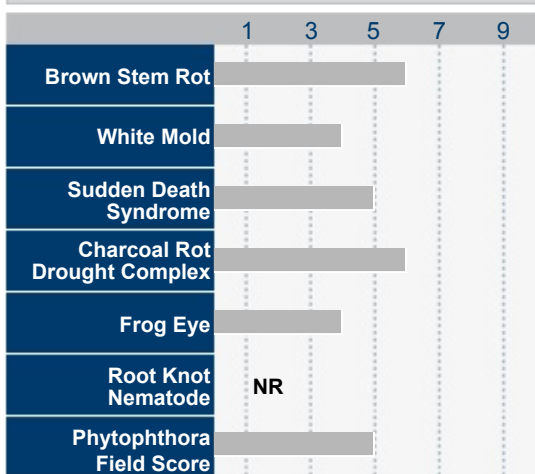 1 3 5 7 9
Brown Stem Rot
White Mold
Sudden Death
Syndrome
Charcoal Rot
Drought Complex
Frog Eye
Root Knot
Nematode
NR
Phytophthora
Field Score